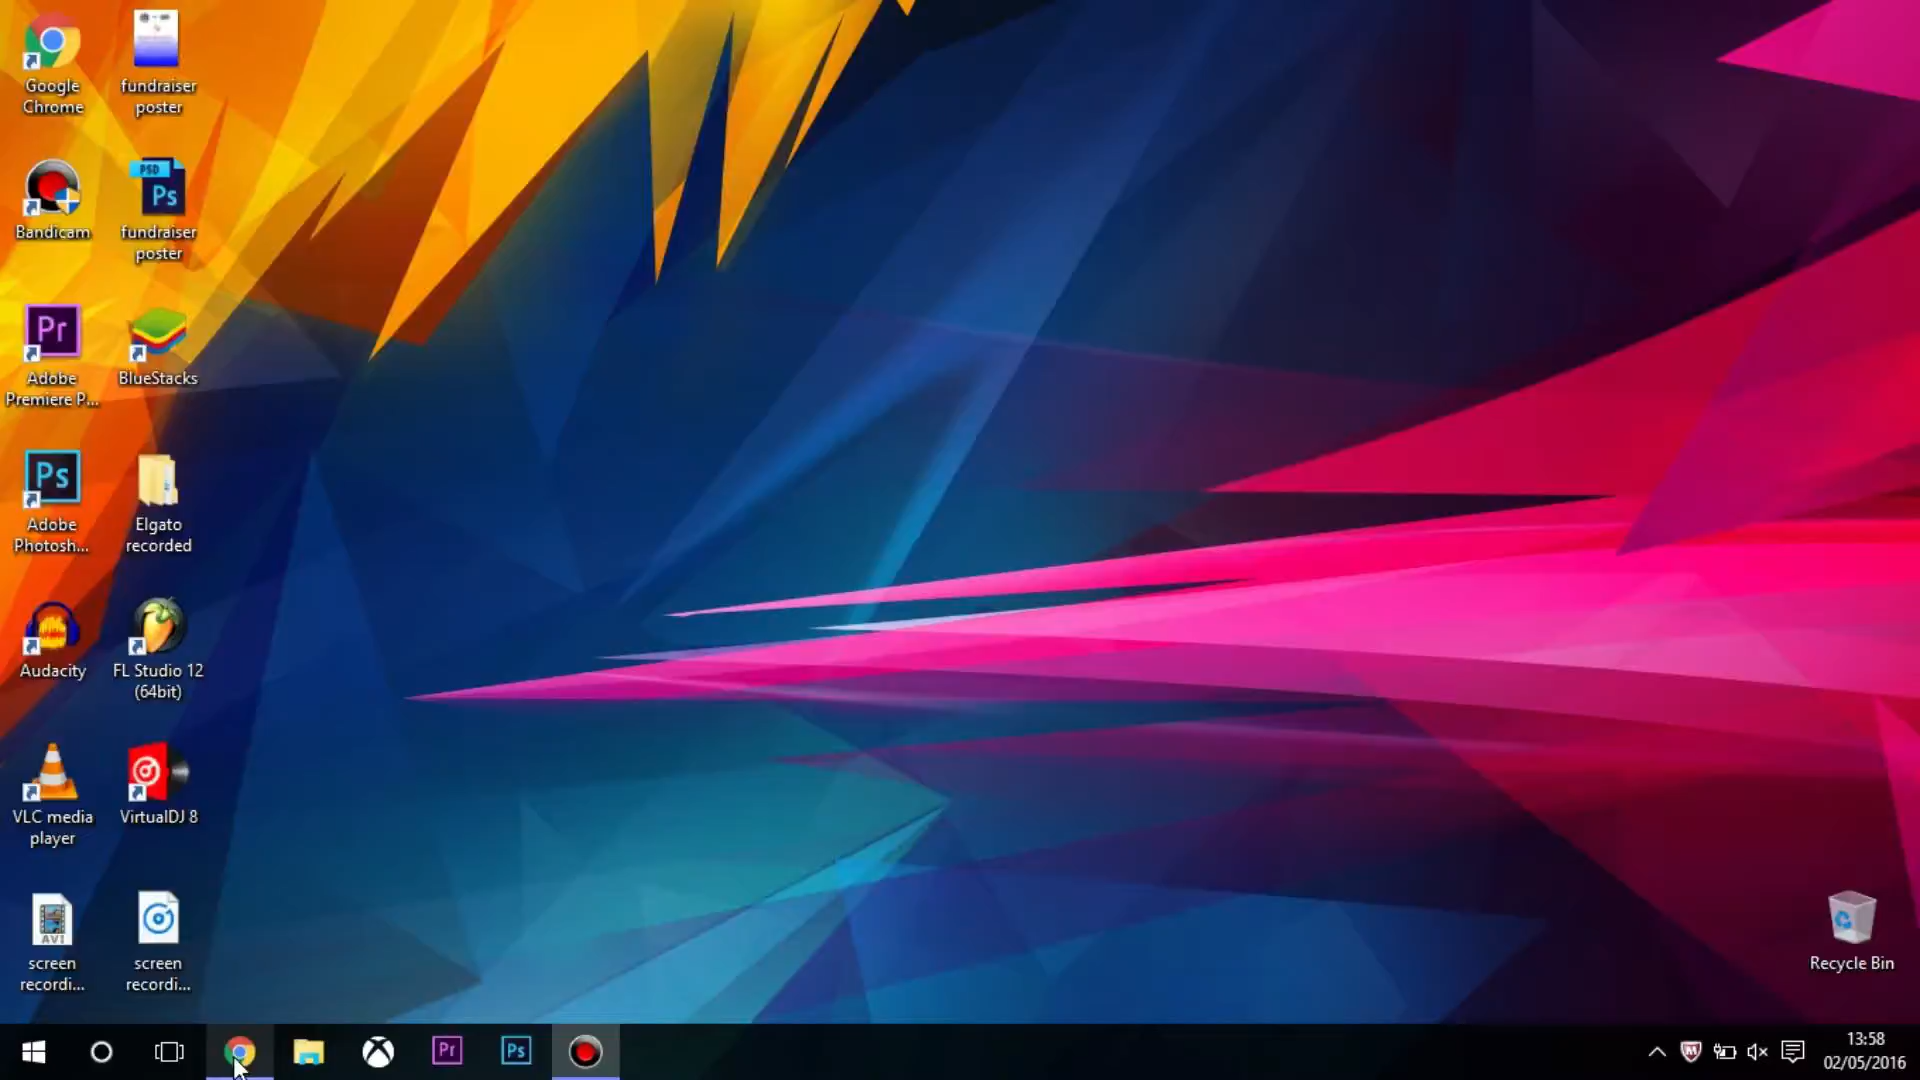 Google
Chrome
fundraiser
poster
Bandicam
PSD
Ps
fundraiser
poster
Pr
Adobe
Premiere P...
BlueStacks
Ps
Adobe
Photosh...
Elgato
recorded
Audacity
FL Studio 12
(64bit)
VLC media
player
VirtualDJ 8
AVI
screen
recordi...
screen
recordi...
Recycle Bin
Pr
Ps
13:58
02/05/2016